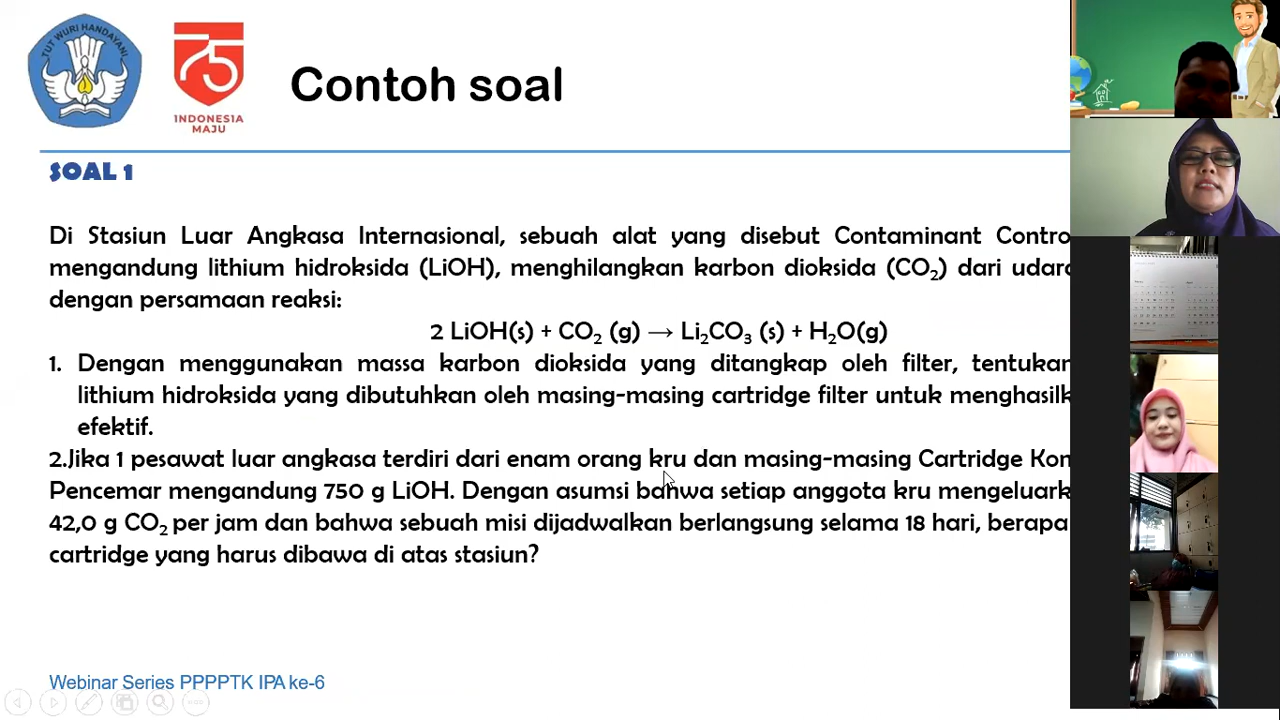 TUT WURI HANDAYANI
75
INDONESIA
MAJU
Contoh soal
SOAL 1
Di Stasiun Luar Angkasa Internasional, sebuah alat yang disebut Contaminant Contro
mengandung lithium hidroksida (LiOH), menghilangkan karbon dioksida (CO₂) dari udara
dengan persamaan reaksi:
2 LiOH(s) + CO₂ (g) → Li₂CO₃ (s) + H₂O(g)
1. Dengan menggunakan massa karbon dioksida yang ditangkap oleh filter, tentukan
lithium hidroksida yang dibutuhkan oleh masing-masing cartridge filter untuk menghasilk
efektif.
2.Jika 1 pesawat luar angkasa terdiri dari enam orang kru dan masing-masing Cartridge Kon
Pencemar mengandung 750 g LiOH. Dengan asumsi bahwa setiap anggota kru mengeluark
42,0 g CO₂ per jam dan bahwa sebuah misi dijadwalkan berlangsung selama 18 hari, berapa
cartridge yang harus dibawa di atas stasiun?
Webinar Series PPPPTK IPA ke-6